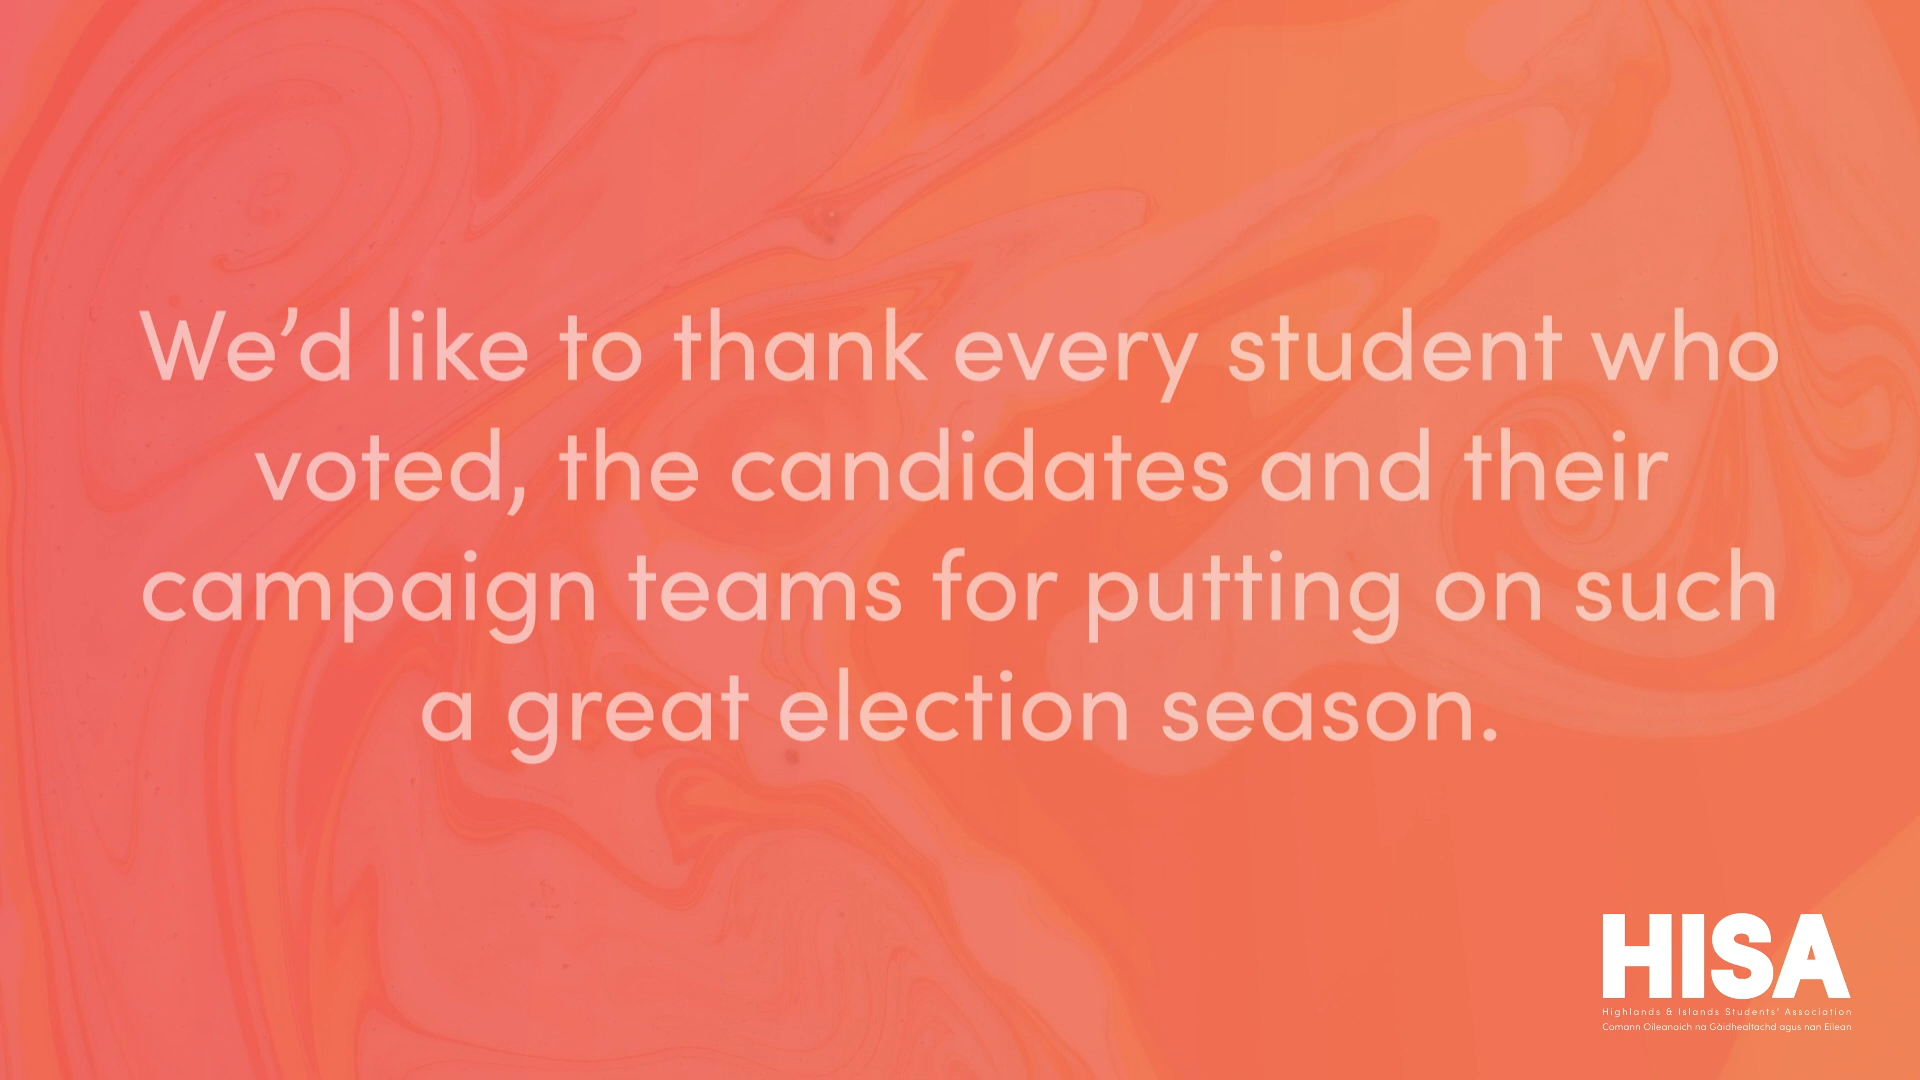 We’d like to thank every student who
voted, the candidates and their
campaign teams for putting on such
a great election season.
HISA
Highlands & Islands Students' Association
Comann Oileanaich na Gàidhealtachd agus nan Eilean